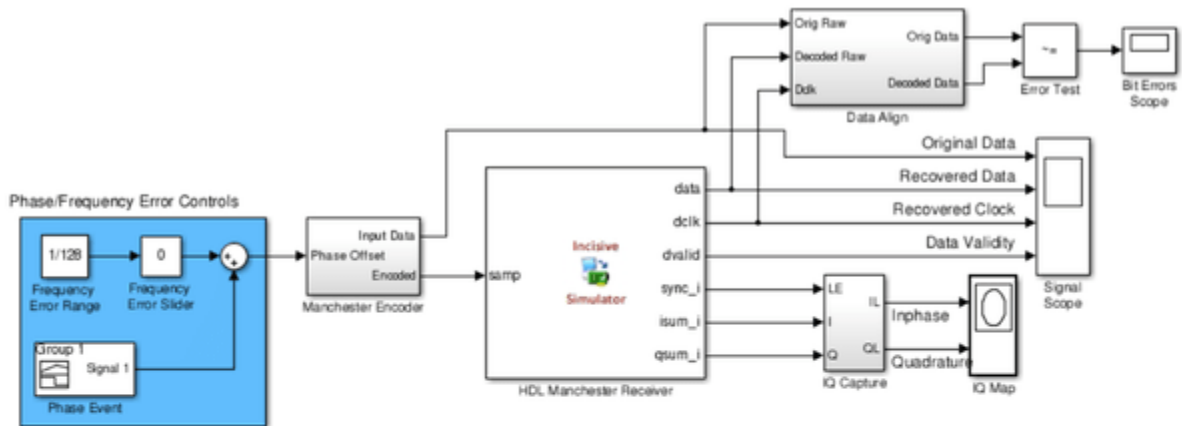 Phase/Frequency Error Controls
1/128
Frequency
Error Range
0
Frequency
Error Slider
Group 1
Signal 1
Phase Event
Input Data
Phase Offset
Encoded
Manchester Encoder
samp
Incisive
Simulator
data
dclk
dvalid
sync_i
isum_i
qsum_i
HDL Manchester Receiver
Orig Raw
Decoded Raw
Dclk
Orig Data
Decoded Data
Data Align
~=
Error Test
Bit Errors
Scope
Original Data
Recovered Data
Recovered Clock
Data Validity
Signal
Scope
LE
I
Q
IL
QL
IQ Capture
Inphase
Quadrature
IQ Map